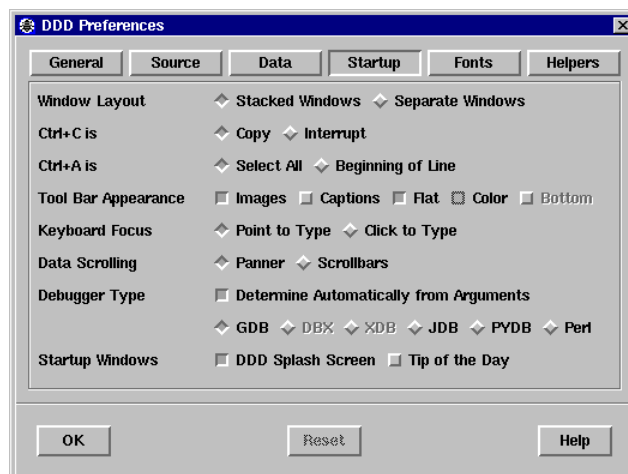 DDD Preferences
General Source Data Startup Fonts Helpers
Window Layout Stacked Windows Separate Windows
Ctrl+C is Copy Interrupt
Ctrl+A is Select All Beginning of Line
Tool Bar Appearance Images Captions Flat Color Bottom
Keyboard Focus Point to Type Click to Type
Data Scrolling Panner Scrollbars
Debugger Type Determine Automatically from Arguments
GDB DBX XDB JDB PYDB Perl
Startup Windows DDD Splash Screen Tip of the Day
OK Reset Help